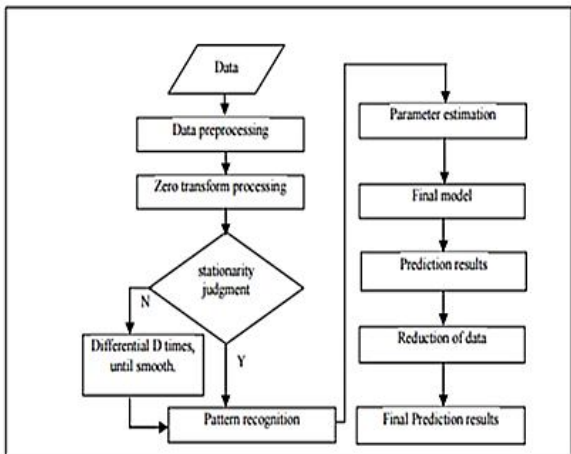 Data
Data preprocessing
Zero transform processing
stationarity
judgment
N
Differential D times,
until smooth.
Y
Pattern recognition
Parameter estimation
Final model
Prediction results
Reduction of data
Final Prediction results